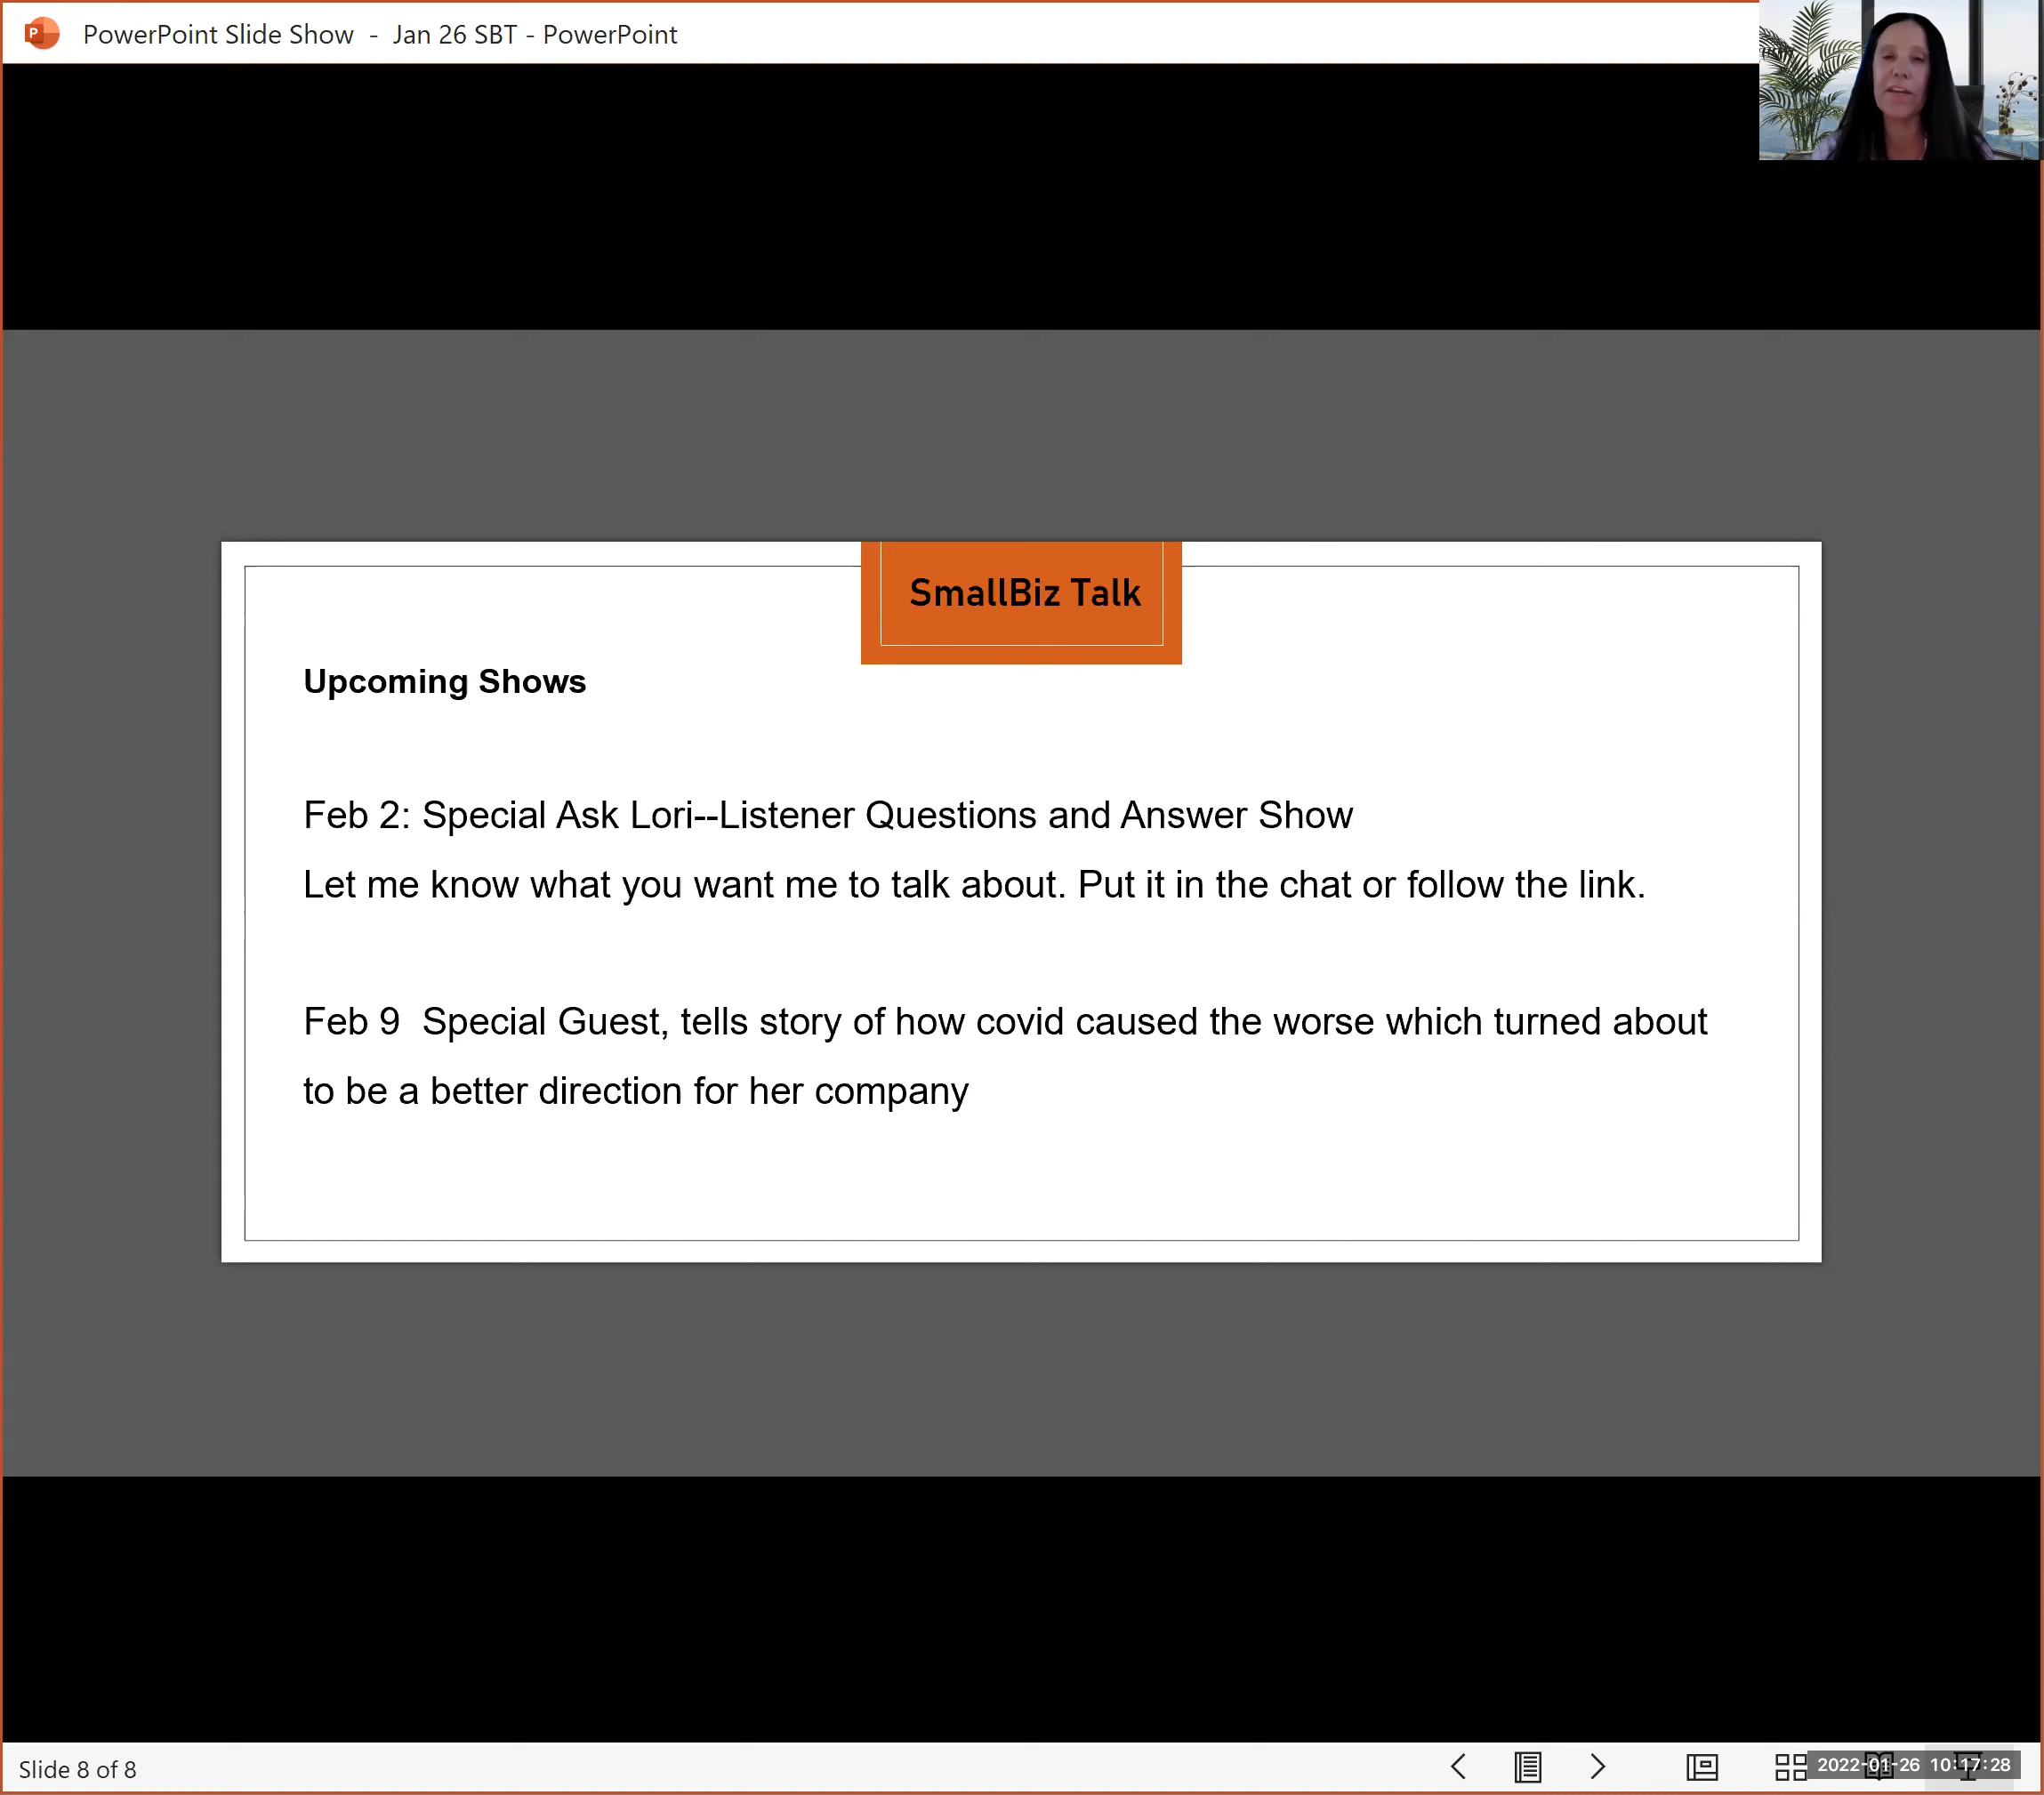 P PowerPoint Slide Show - Jan 26 SBT - PowerPoint
SmallBiz Talk
Upcoming Shows
Feb 2: Special Ask Lori--Listener Questions and Answer Show
Let me know what you want me to talk about. Put it in the chat or follow the link.
Feb 9  Special Guest, tells story of how covid caused the worse which turned about
to be a better direction for her company
Slide 8 of 8
2022-01-26 10:17:28